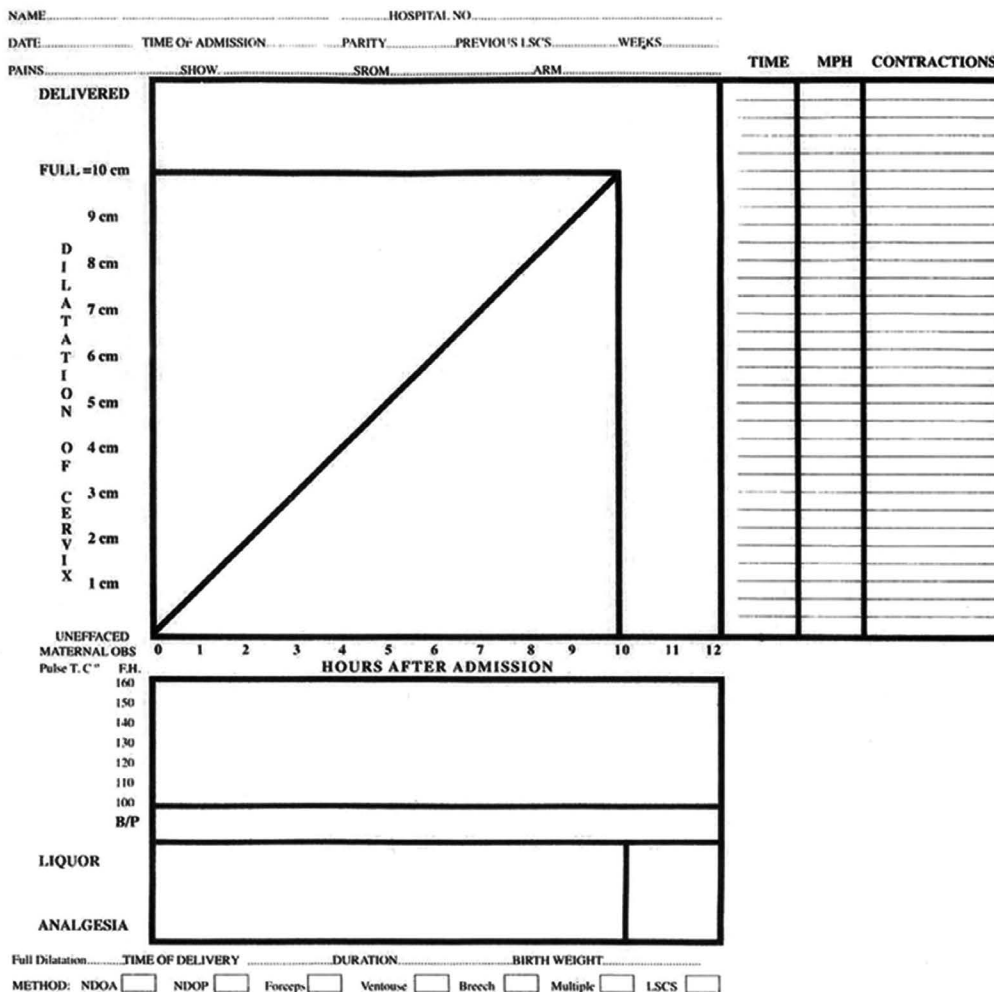 NAME HOSPITAL NO.
DATE TIME OF ADMISSION PARITY PREVIOUS LSCS WEEKS
PAINS SHOW SROM ARM
TIME MPH CONTRACTIONS
DELIVERED
FULL =10 cm
9 cm
8 cm
7 cm
6 cm
5 cm
4 cm
3 cm
2 cm
1 cm
DILATATION OF CERVIX
UNEFFACED
MATERNAL OBS 0 1 2 3 4 5 6 7 8 9 10 11 12
Pulse T. C° F.H. HOURS AFTER ADMISSION
160
150
140
130
120
110
100
B/P
LIQUOR
ANALGESIA
Full Dilatation TIME OF DELIVERY DURATION BIRTH WEIGHT
METHOD: NDOA NDOP Forceps Ventouse Breech Multiple LSCS